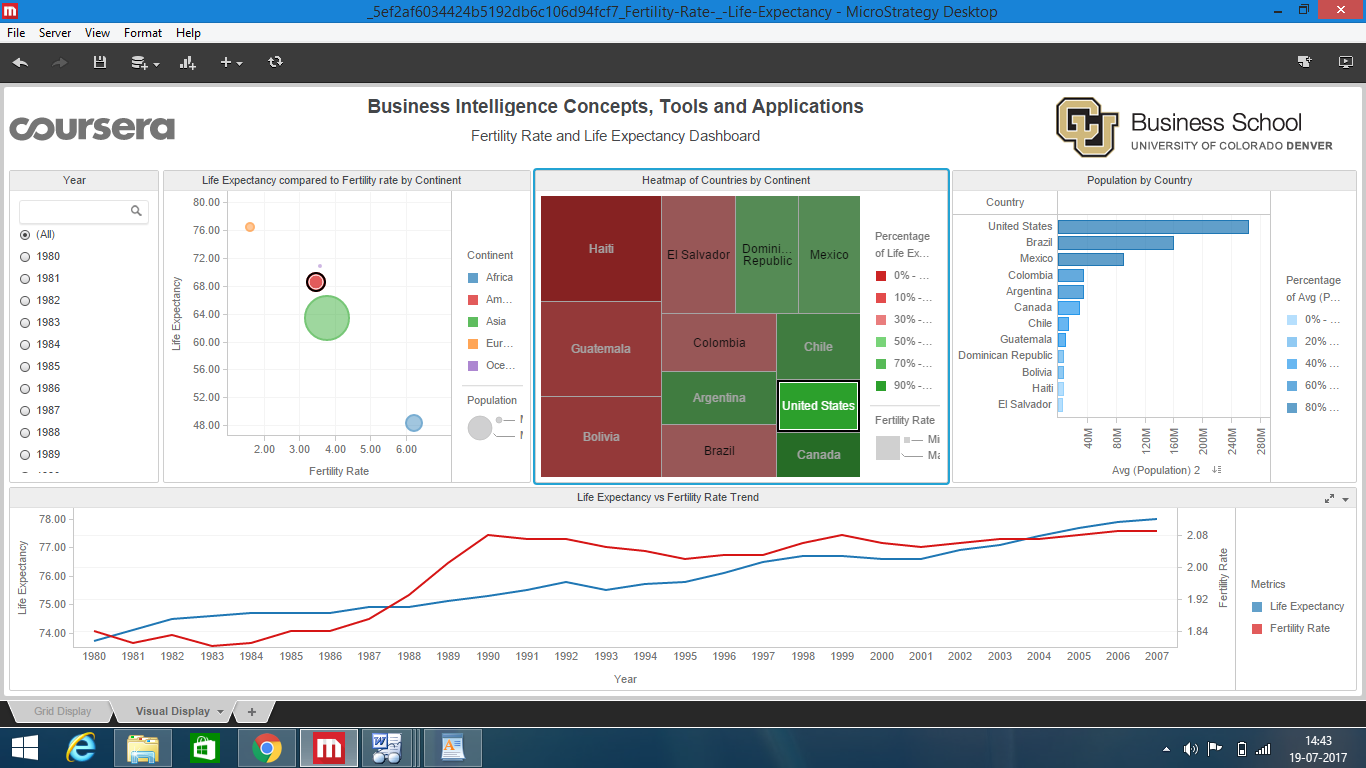 _5ef2af6034424b5192db6c106d94fcf7_Fertility-Rate-_-Life-Expectancy - MicroStrategy Desktop
File Server View Format Help
Business Intelligence Concepts, Tools and Applications
Fertility Rate and Life Expectancy Dashboard
coursera
CU
Business School
UNIVERSITY OF COLORADO DENVER
Year
(All)
1980
1981
1982
1983
1984
1985
1986
1987
1988
1989
Life Expectancy compared to Fertility rate by Continent
80.00
76.00
72.00
68.00
64.00
60.00
56.00
52.00
48.00
Life Expectancy
2.00 3.00 4.00 5.00 6.00
Fertility Rate
Continent
Africa
Am...
Asia
Eur...
Oce...
Population
Heatmap of Countries by Continent
Haiti
El Salvador
Domini... Republic
Mexico
Guatemala
Colombia
Chile
Argentina
United States
Bolivia
Brazil
Canada
Percentage
of Life Ex...
0% - ...
10% -...
30% -...
50% -...
70% -...
90% -...
Fertility Rate
Mi
Ma
Population by Country
Country
United States
Brazil
Mexico
Colombia
Argentina
Canada
Chile
Guatemala
Dominican Republic
Bolivia
Haiti
El Salvador
40M 80M 120M 160M 200M 240M 280M
Avg (Population) 2
Percentage
of Avg (P...
0% - ...
20% ...
40% ...
60% ...
80% ...
Life Expectancy vs Fertility Rate Trend
78.00
77.00
76.00
75.00
74.00
Life Expectancy
2.08
2.00
1.92
1.84
Fertility Rate
1980 1981 1982 1983 1984 1985 1986 1987 1988 1989 1990 1991 1992 1993 1994 1995 1996 1997 1998 1999 2000 2001 2002 2003 2004 2005 2006 2007
Year
Metrics
Life Expectancy
Fertility Rate
Grid Display
Visual Display
14:43
19-07-2017